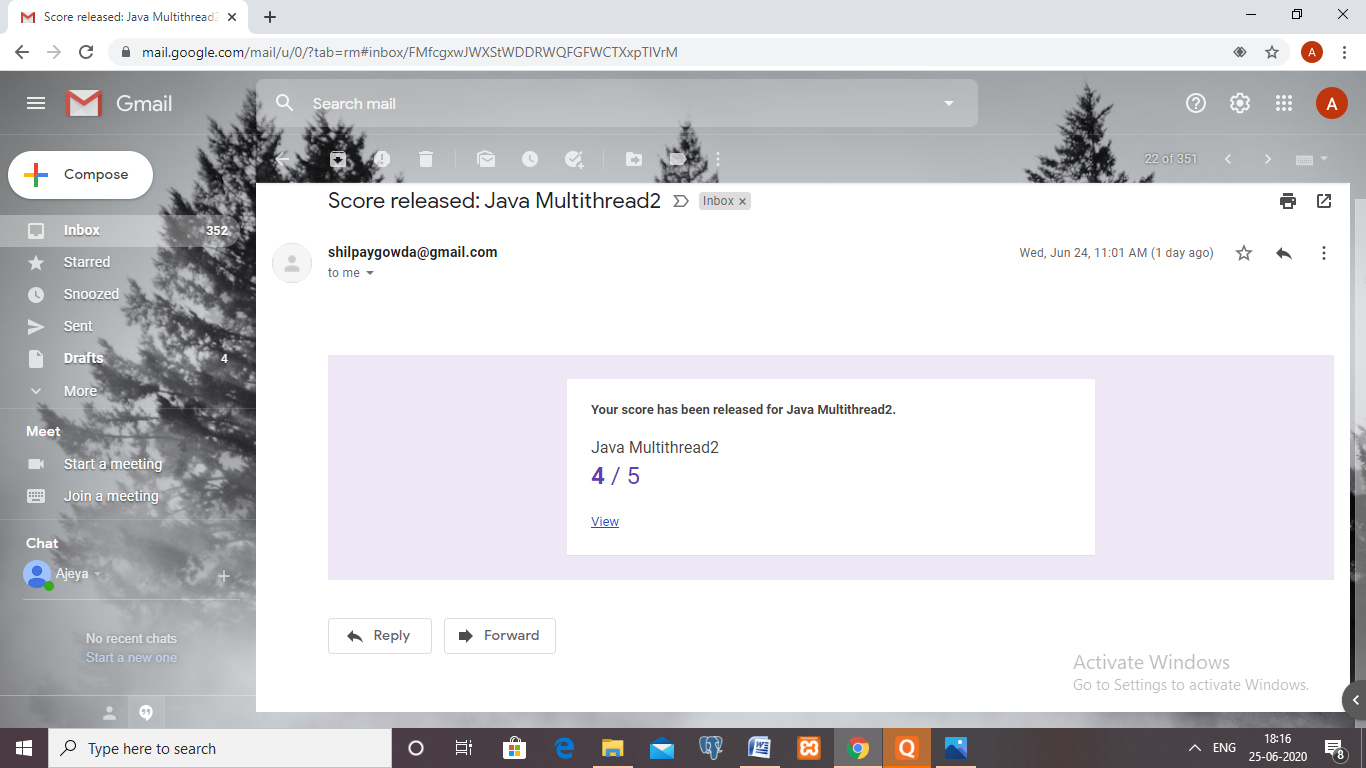 Score released: Java Multithread2
mail.google.com/mail/u/0/?tab=rm#inbox/FMfcgxwJWXStWDDRWQFGFWCTXxpTlVrM
A
Gmail
Search mail
A
Compose
22 of 351
Score released: Java Multithread2
Inbox ×
Inbox 352
Starred
Snoozed
Sent
Drafts 4
More
shilpaygowda@gmail.com
Wed, Jun 24, 11:01 AM (1 day ago)
to me
Meet
Start a meeting
Join a meeting
Your score has been released for Java Multithread2.
Java Multithread2
4 / 5
View
Chat
Ajeya
No recent chats
Start a new one
Reply
Forward
Activate Windows
Go to Settings to activate Windows.
Type here to search
W
Q
ENG
18:16
25-06-2020
8